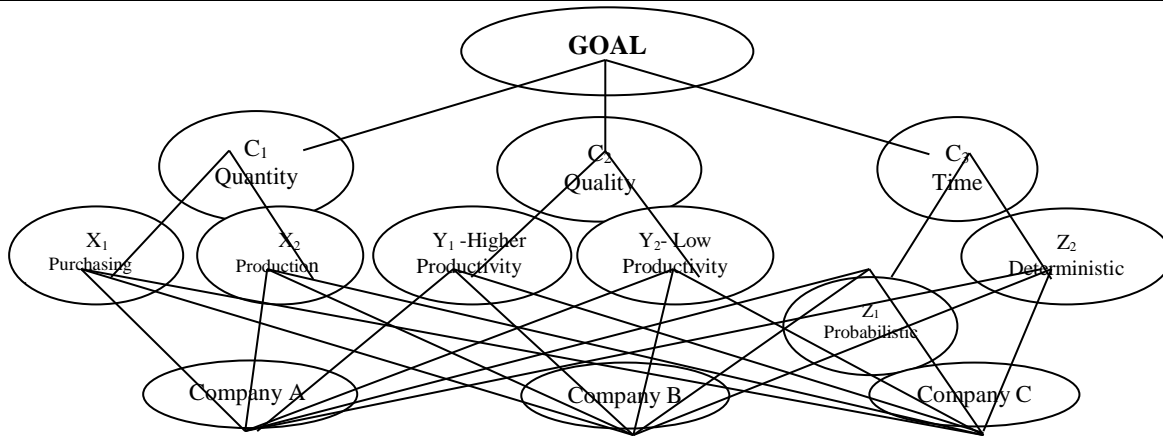 GOAL
C₁
Quantity
C₂
Quality
C₃
Time
X₁
Purchasing
X₂
Production
Y₁ -Higher
Productivity
Y₂- Low
Productivity
Z₂
Deterministic
Z₁
Probabilistic
Company A
Company B
Company C